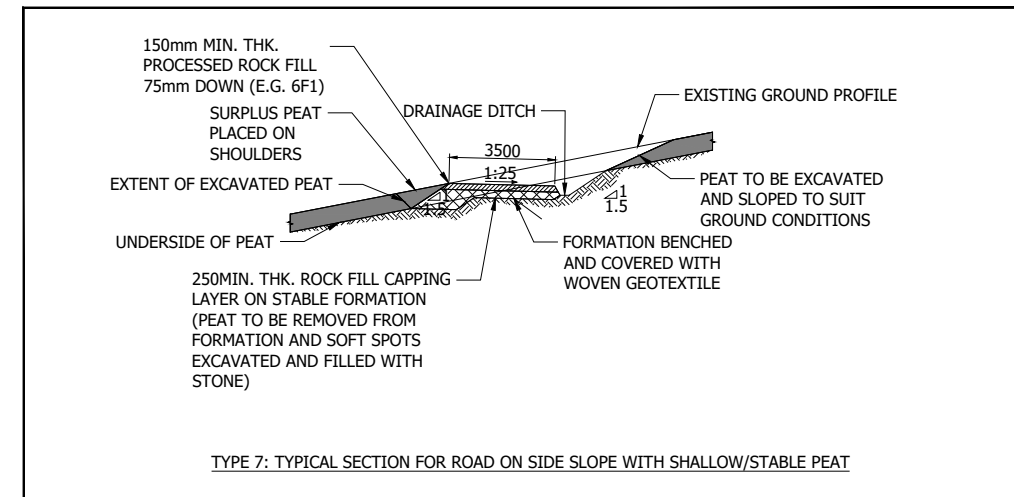 150mm MIN. THK.
PROCESSED ROCK FILL
75mm DOWN (E.G. 6F1)
SURPLUS PEAT
PLACED ON
SHOULDERS
EXTENT OF EXCAVATED PEAT
UNDERSIDE OF PEAT
250MIN. THK. ROCK FILL CAPPING
LAYER ON STABLE FORMATION
(PEAT TO BE REMOVED FROM
FORMATION AND SOFT SPOTS
EXCAVATED AND FILLED WITH
STONE)
DRAINAGE DITCH
3500
1:25
1
1.5
1
1.5
EXISTING GROUND PROFILE
PEAT TO BE EXCAVATED
AND SLOPED TO SUIT
GROUND CONDITIONS
FORMATION BENCHED
AND COVERED WITH
WOVEN GEOTEXTILE
TYPE 7: TYPICAL SECTION FOR ROAD ON SIDE SLOPE WITH SHALLOW/STABLE PEAT